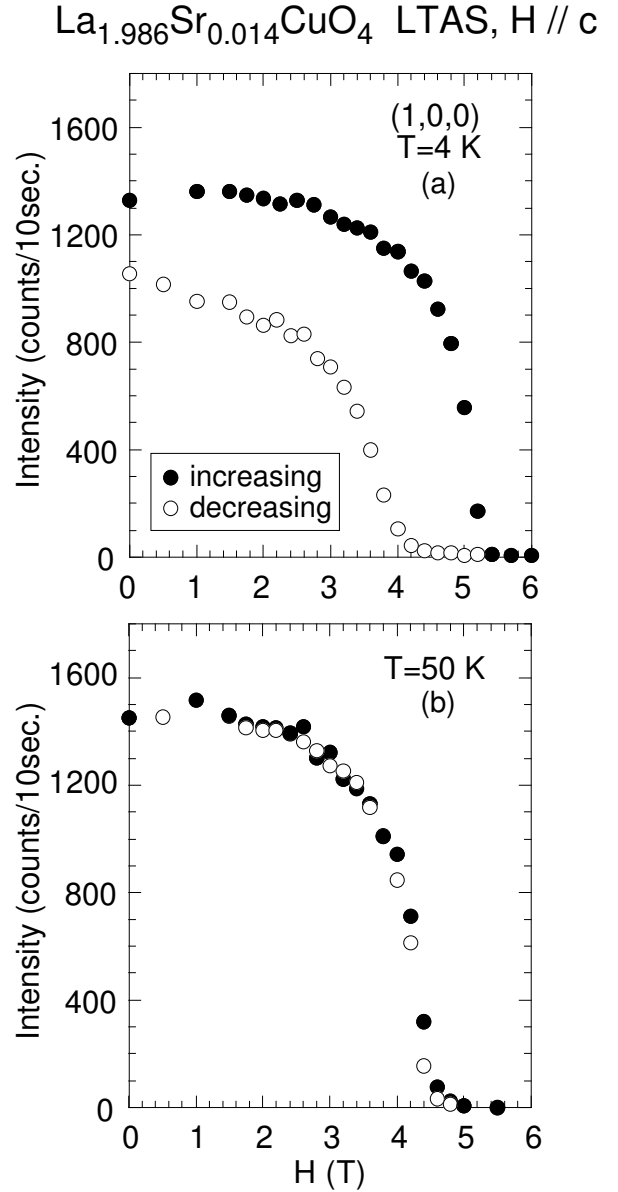 La1.986Sr0.014CuO4 LTAS, H // c
1600
(1,0,0)
T=4 K
(a)
1200
800
400
0
Intensity (counts/10sec.)
increasing
decreasing
0 1 2 3 4 5 6
1600
T=50 K
(b)
1200
800
400
0
Intensity (counts/10sec.)
0 1 2 3 4 5 6
H (T)